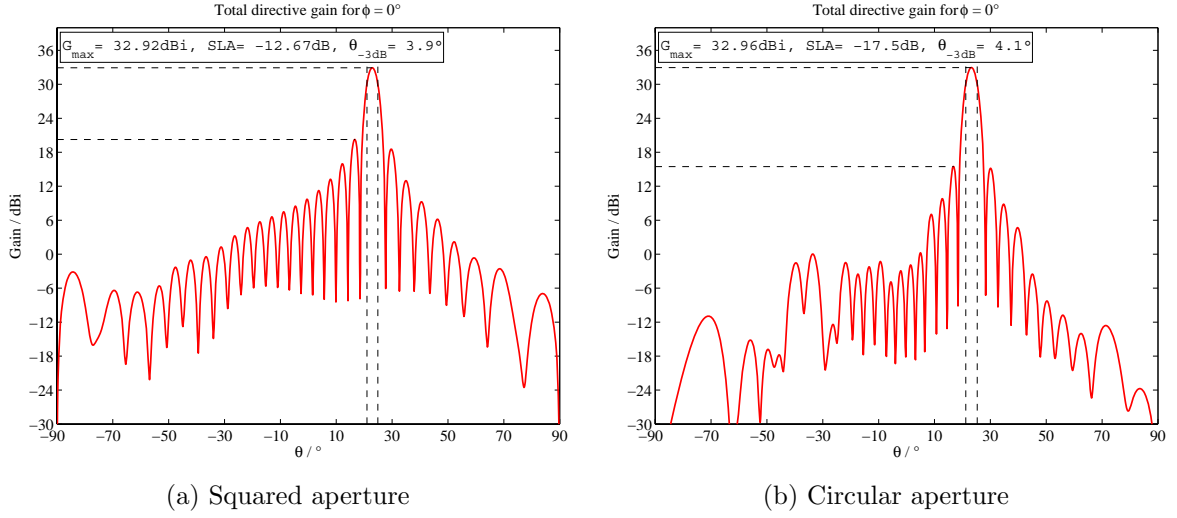 Total directive gain for ϕ = 0°
G_max = 32.92dBi, SLA= -12.67dB, θ_-3dB = 3.9°
36
30
24
18
12
6
0
−6
−12
−18
−24
−30
Gain / dBi
−90 −70 −50 −30 −10 10 30 50 70 90
θ / °
(a) Squared aperture
Total directive gain for ϕ = 0°
G_max = 32.96dBi, SLA= -17.5dB, θ_-3dB = 4.1°
36
30
24
18
12
6
0
−6
−12
−18
−24
−30
Gain / dBi
−90 −70 −50 −30 −10 10 30 50 70 90
θ / °
(b) Circular aperture